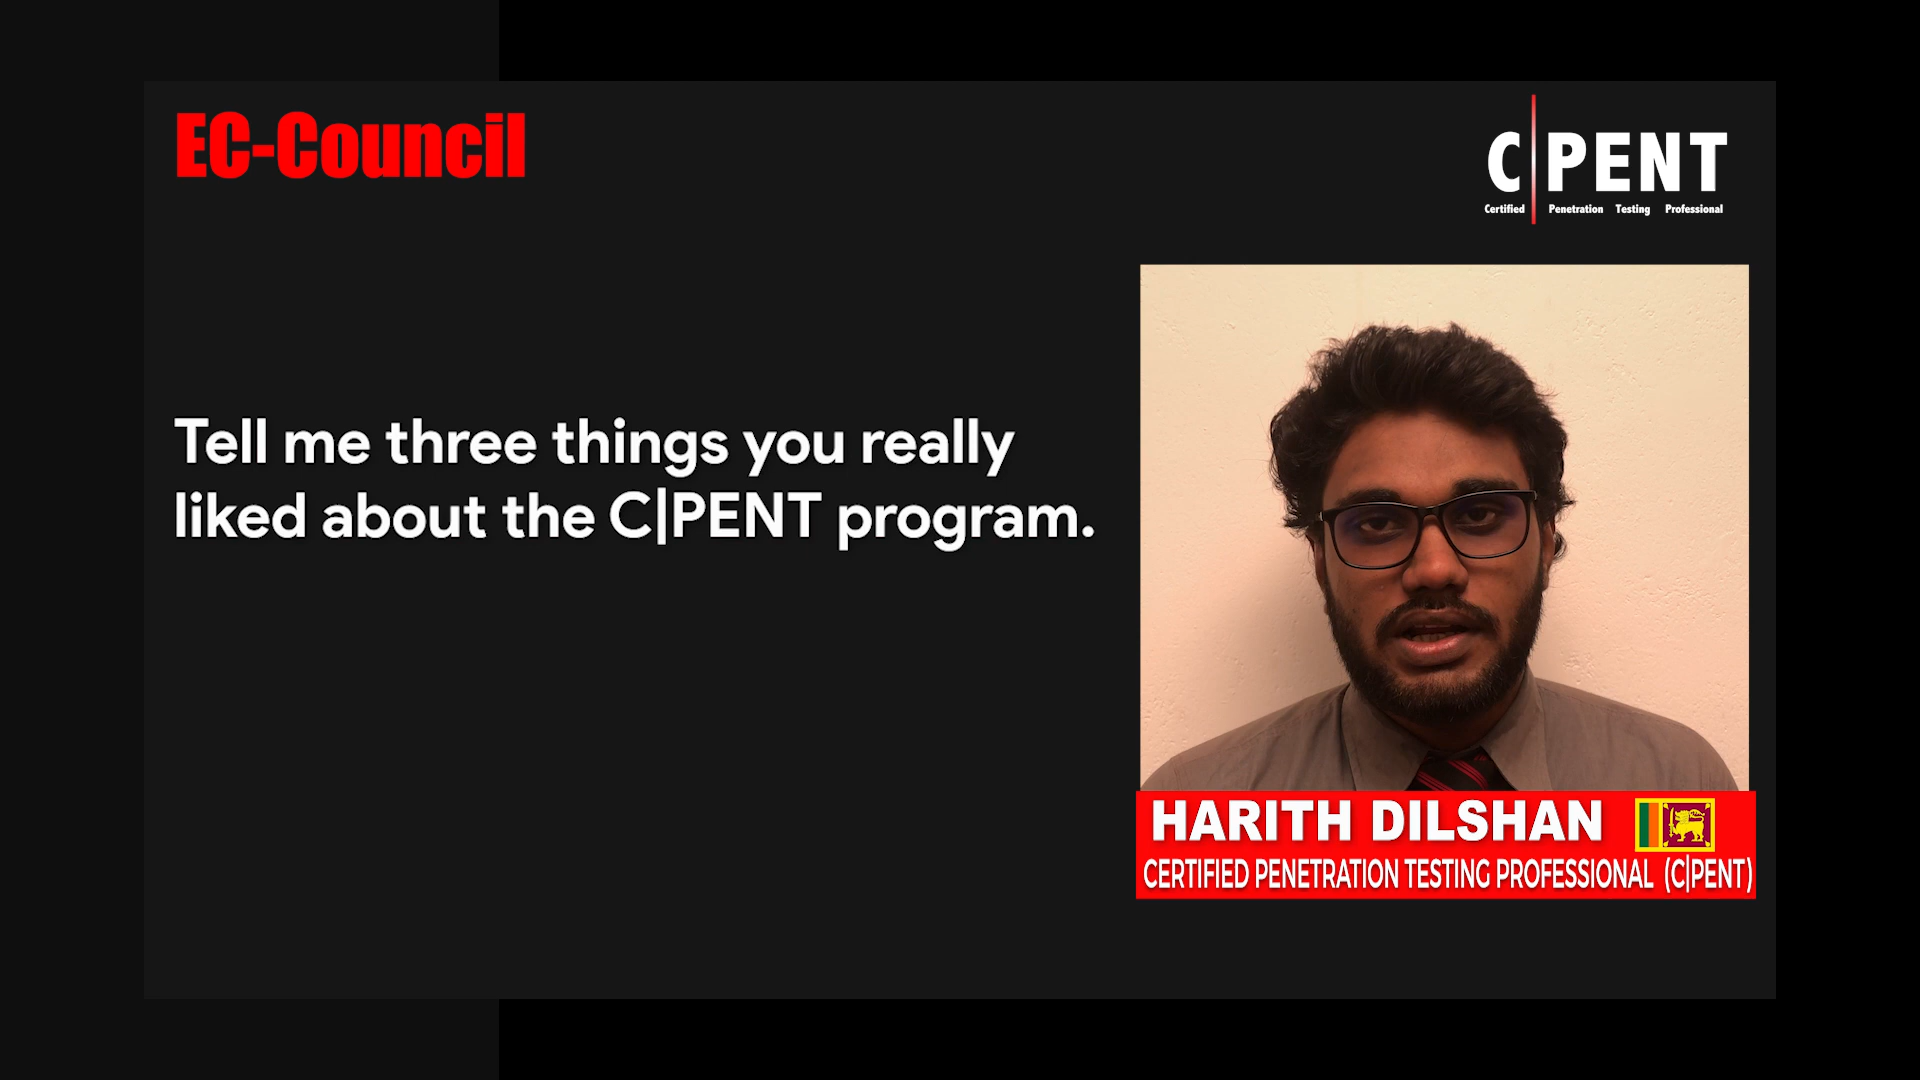 EC-Council
C|PENT
Certified Penetration Testing Professional
Tell me three things you really
liked about the C|PENT program.
HARITH DILSHAN
CERTIFIED PENETRATION TESTING PROFESSIONAL (C|PENT)